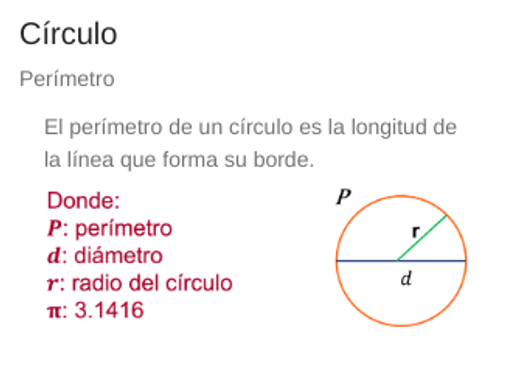 Círculo
Perímetro
El perímetro de un círculo es la longitud de
la línea que forma su borde.
Donde:
P: perímetro
d: diámetro
r: radio del círculo
π: 3.1416
P
r
d